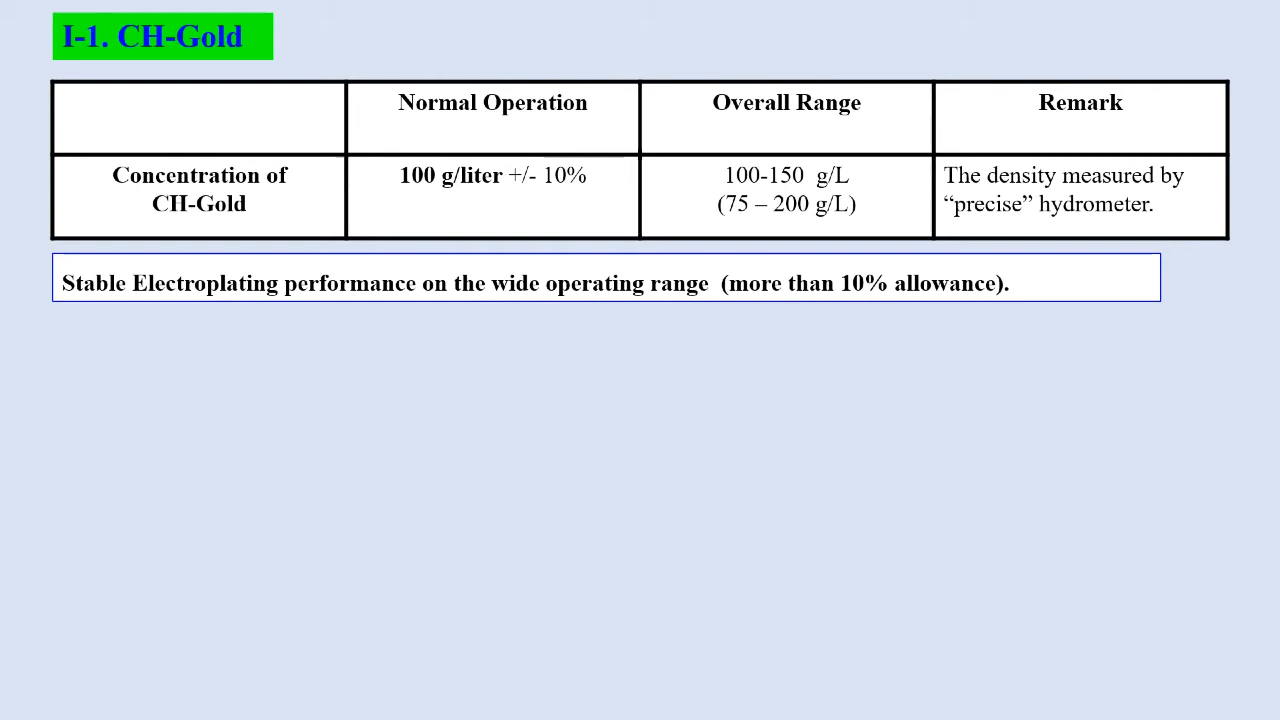 I-1. CH-Gold
Normal Operation
Overall Range
Remark
Concentration of
CH-Gold
100 g/liter +/- 10%
100-150  g/L
(75 – 200 g/L)
The density measured by
“precise” hydrometer.
Stable Electroplating performance on the wide operating range  (more than 10% allowance).